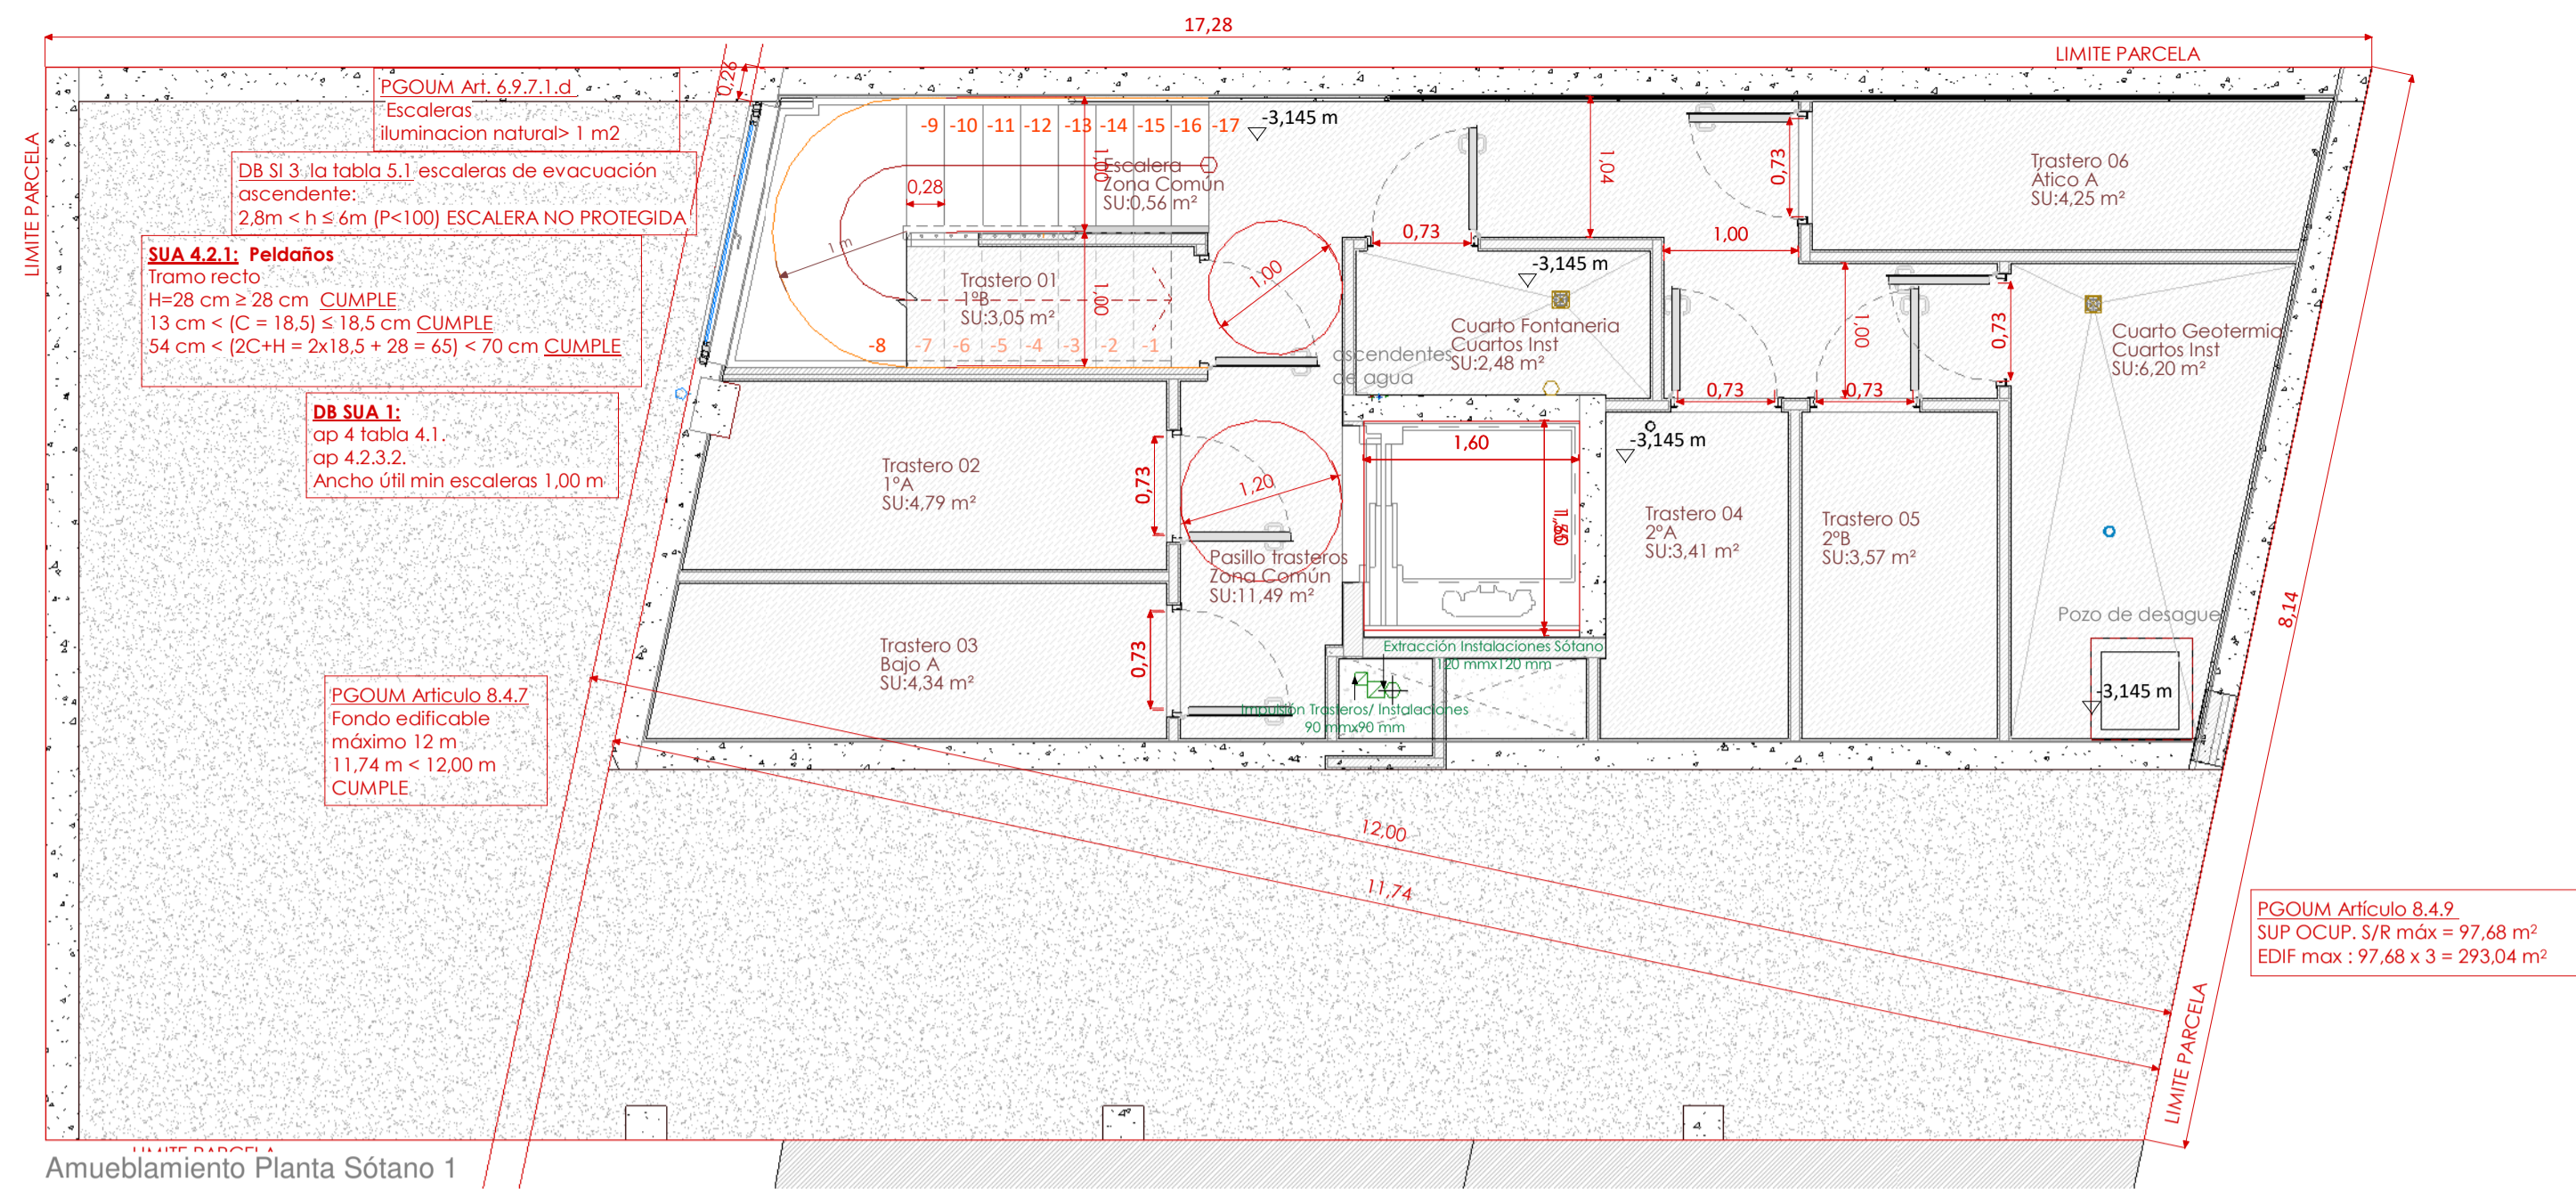 17,28
LIMITE PARCELA
LIMITE PARCELA
0,26
PGOUM Art. 6.9.7.1.d
Escaleras
iluminacion natural> 1 m2
DB SI 3 la tabla 5.1 escaleras de evacuación
ascendente:
2,8m < h ≤ 6m (P<100) ESCALERA NO PROTEGIDA
SUA 4.2.1: Peldaños
Tramo recto
H=28 cm ≥ 28 cm CUMPLE
13 cm < (C = 18,5) ≤ 18,5 cm CUMPLE
54 cm < (2C+H = 2x18,5 + 28 = 65) < 70 cm CUMPLE
DB SUA 1:
ap 4 tabla 4.1.
ap 4.2.3.2.
Ancho útil min escaleras 1,00 m
PGOUM Articulo 8.4.7
Fondo edificable
máximo 12 m
11,74 m < 12,00 m
CUMPLE
-9 -10 -11 -12 -13 -14 -15 -16 -17
-3,145 m
1,00
Escalera
Zona Común
SU:0,56 m²
0,28
1 m
Trastero 01
1ºB
SU:3,05 m²
1,00
-8 -7 -6 -5 -4 -3 -2 -1
1,00
0,73
1,04
0,73
1,00
Trastero 06
Ático A
SU:4,25 m²
-3,145 m
Cuarto Fontaneria
Cuartos Inst
SU:2,48 m²
ascendentes
de agua
1,00
0,73
0,73
0,73
Cuarto Geotermia
Cuartos Inst
SU:6,20 m²
Trastero 02
1ºA
SU:4,79 m²
0,73
1,20
1,60
-3,145 m
Trastero 04
2ºA
SU:3,41 m²
Trastero 05
2ºB
SU:3,57 m²
Pasillo trasteros
Zona Común
SU:11,49 m²
Trastero 03
Bajo A
SU:4,34 m²
0,73
Extracción Instalaciones Sótano
120 mmx120 mm
Impulsión Trasteros/ Instalaciones
90 mmx90 mm
Pozo de desague
-3,145 m
8,14
12,00
11,74
PGOUM Artículo 8.4.9
SUP OCUP. S/R máx = 97,68 m²
EDIF max : 97,68 x 3 = 293,04 m²
LIMITE PARCELA
LIMITE PARCELA
Amueblamiento Planta Sótano 1